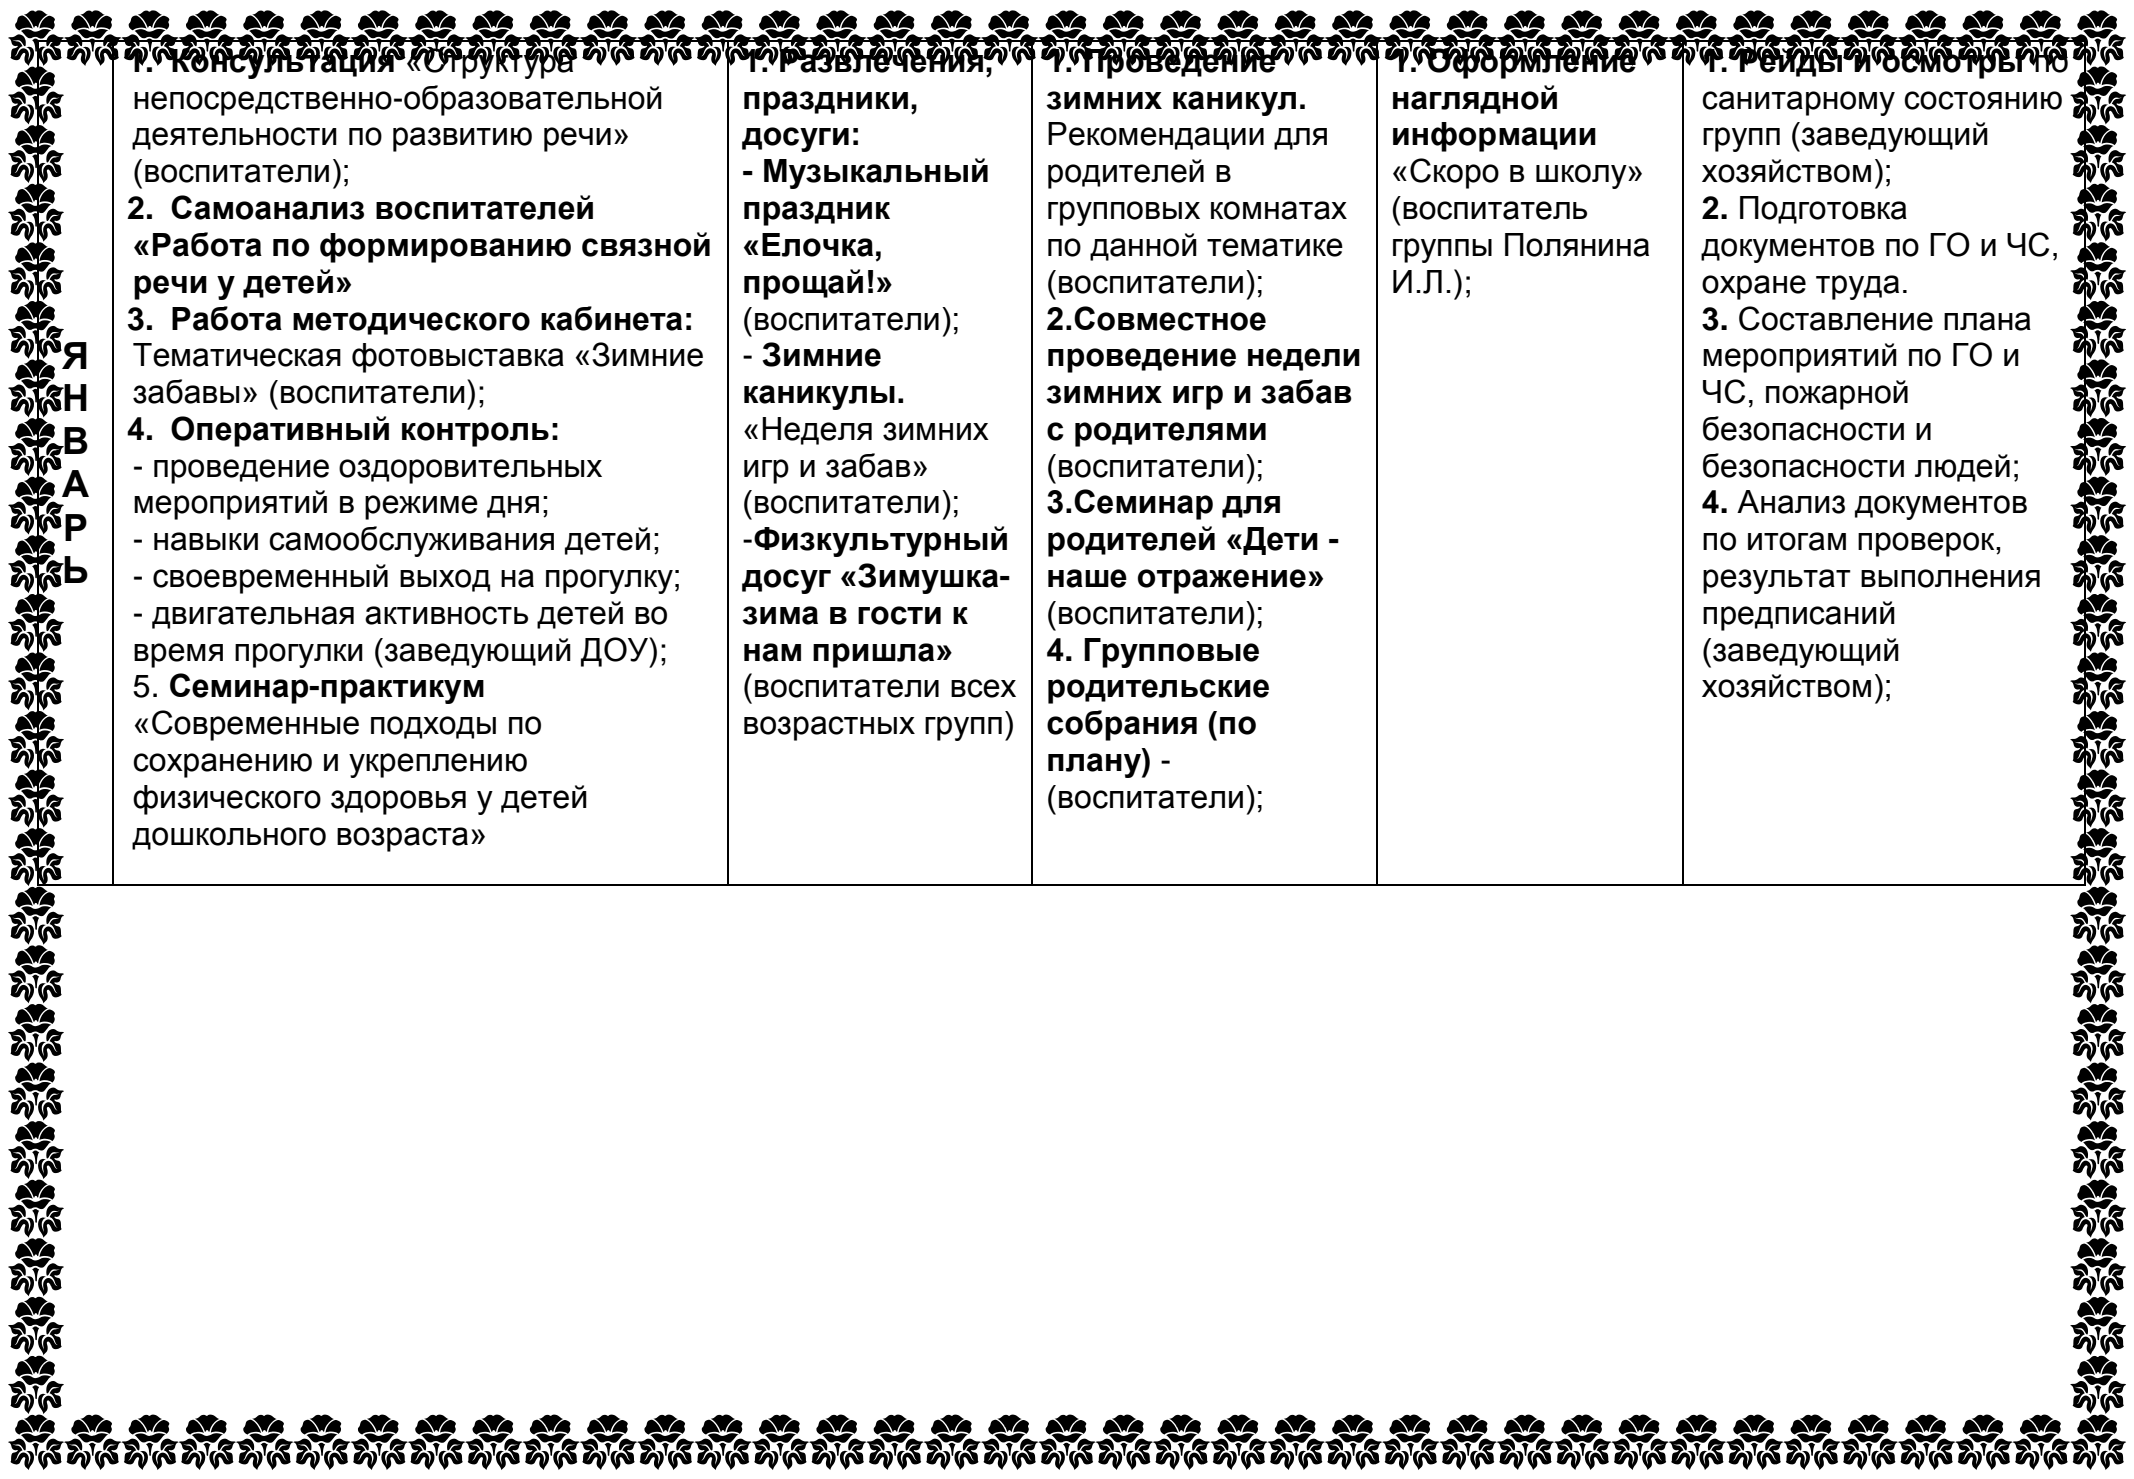 Я
Н
В
А
Р
Ь
1. Консультация «Структура
непосредственно-образовательной
деятельности по развитию речи»
(воспитатели);
2. Самоанализ воспитателей
«Работа по формированию связной
речи у детей»
3. Работа методического кабинета:
Тематическая фотовыставка «Зимние
забавы» (воспитатели);
4. Оперативный контроль:
- проведение оздоровительных
мероприятий в режиме дня;
- навыки самообслуживания детей;
- своевременный выход на прогулку;
- двигательная активность детей во
время прогулки (заведующий ДОУ);
5. Семинар-практикум
«Современные подходы по
сохранению и укреплению
физического здоровья у детей
дошкольного возраста»
1. Развлечения,
праздники,
досуги:
- Музыкальный
праздник
«Елочка,
прощай!»
(воспитатели);
- Зимние
каникулы.
«Неделя зимних
игр и забав»
(воспитатели);
-Физкультурный
досуг «Зимушка-
зима в гости к
нам пришла»
(воспитатели всех
возрастных групп)
1. Проведение
зимних каникул.
Рекомендации для
родителей в
групповых комнатах
по данной тематике
(воспитатели);
2.Совместное
проведение недели
зимних игр и забав
с родителями
(воспитатели);
3.Семинар для
родителей «Дети -
наше отражение»
(воспитатели);
4. Групповые
родительские
собрания (по
плану) -
(воспитатели);
1. Оформление
наглядной
информации
«Скоро в школу»
(воспитатель
группы Полянина
И.Л.);
1. Рейды и осмотры по
санитарному состоянию
групп (заведующий
хозяйством);
2. Подготовка
документов по ГО и ЧС,
охране труда.
3. Составление плана
мероприятий по ГО и
ЧС, пожарной
безопасности и
безопасности людей;
4. Анализ документов
по итогам проверок,
результат выполнения
предписаний
(заведующий
хозяйством);